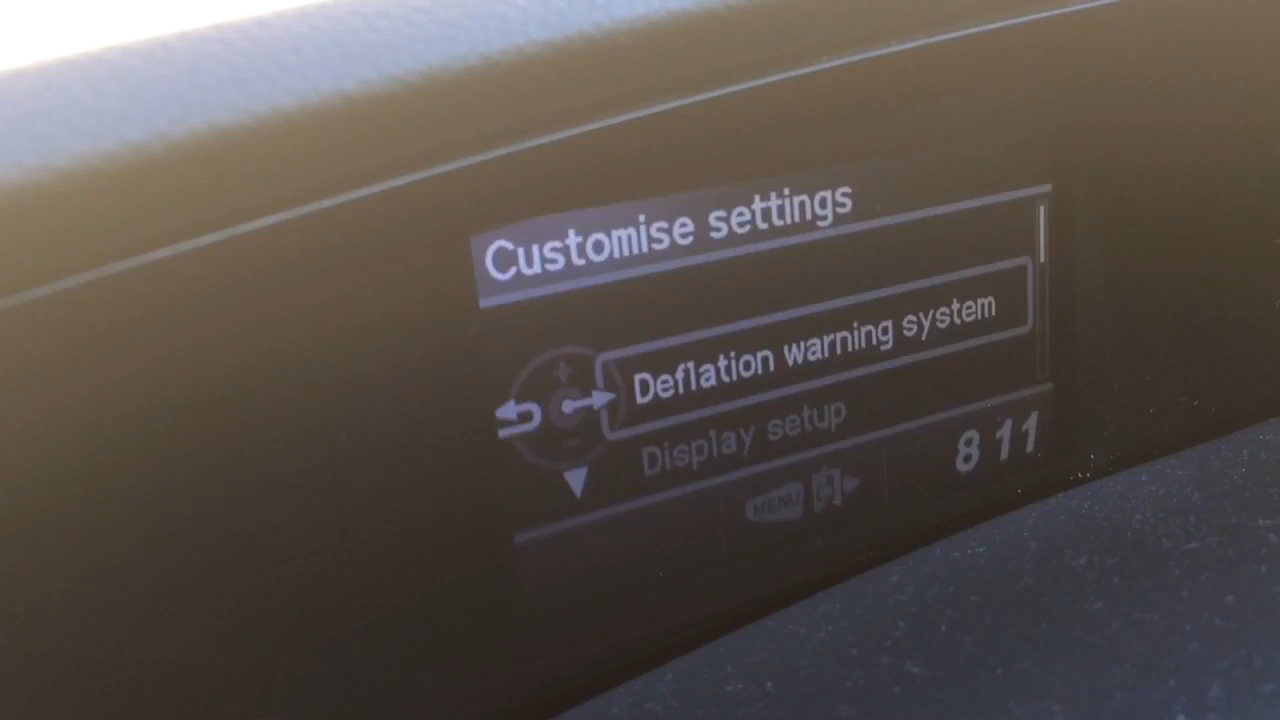 Customise settings
Deflation warning system
Display setup
MENU
8 11